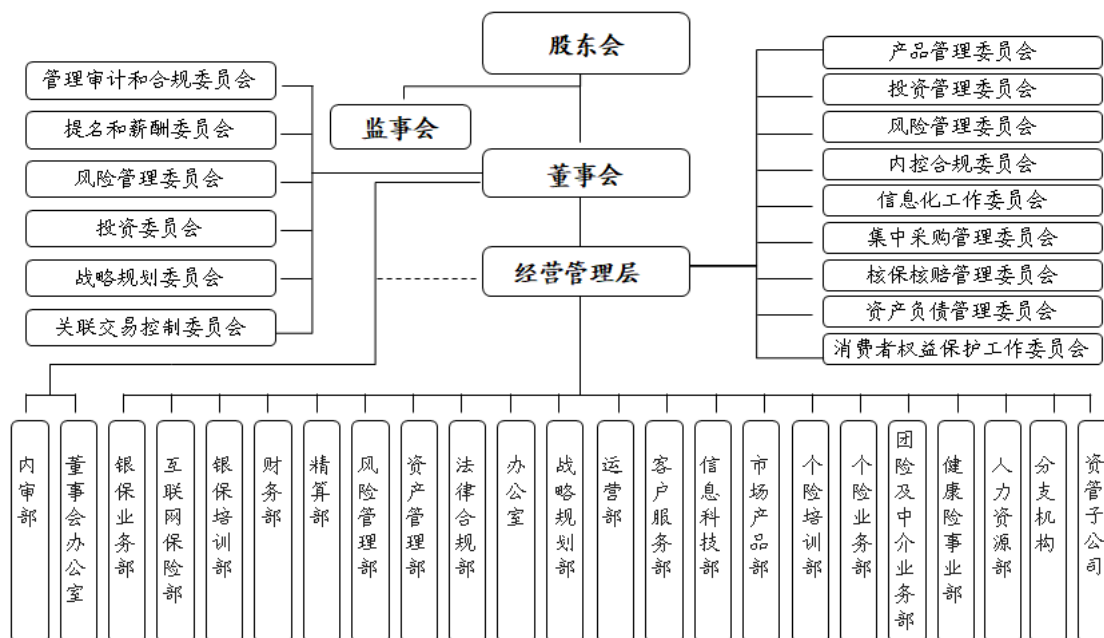 股东会
监事会
董事会
经营管理层
管理审计和合规委员会
提名和薪酬委员会
风险管理委员会
投资委员会
战略规划委员会
关联交易控制委员会
产品管理委员会
投资管理委员会
风险管理委员会
内控合规委员会
信息化工作委员会
集中采购管理委员会
核保核赔管理委员会
资产负债管理委员会
消费者权益保护工作委员会
内审部
董事会办公室
银保业务部
互联网保险部
银保培训部
财务部
精算部
风险管理部
资产管理部
法律合规部
办公室
战略规划部
运营部
客户服务部
信息科技部
市场产品部
个险培训部
个险业务部
团险及中介业务部
健康险事业部
人力资源部
分支机构
资管子公司